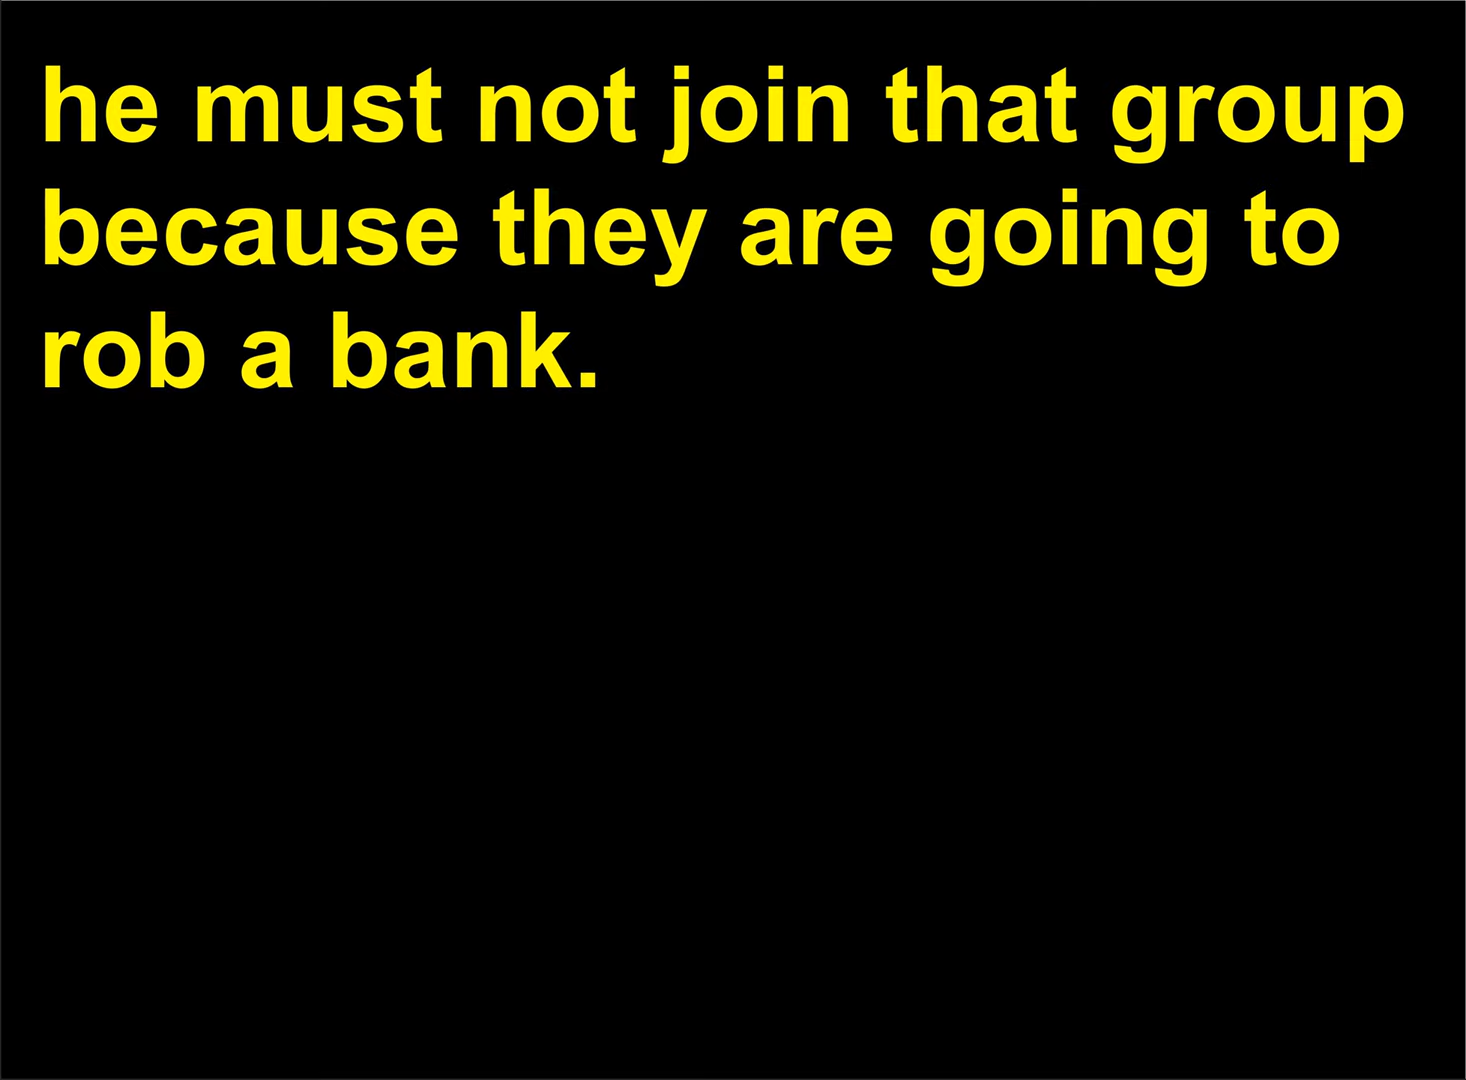 he must not join that group
because they are going to
rob a bank.